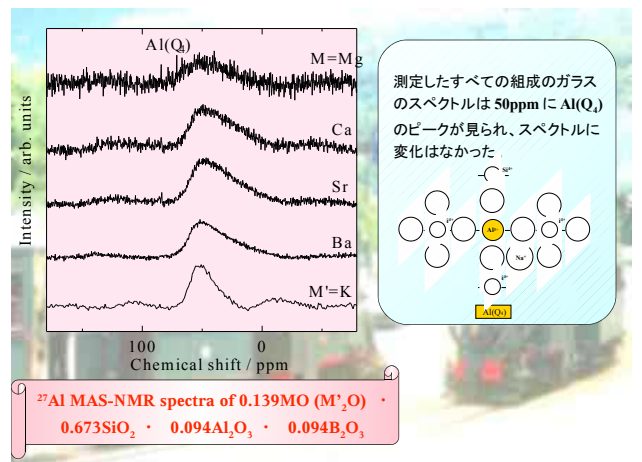 Al(Q₄)
M=Mg
Ca
Sr
Ba
M'=K
Intensity / arb. units
100
0
Chemical shift / ppm
測定したすべての組成のガラス
のスペクトルは 50ppm に Al(Q₄)
のピークが見られ、スペクトルに
変化はなかった
Si⁴⁺
i⁴⁺
Al³⁺
i⁴⁺
Na⁺
i⁴⁺
Al(Q₄)
²⁷Al MAS-NMR spectra of 0.139MO (M'₂O) ・
0.673SiO₂ ・ 0.094Al₂O₃ ・ 0.094B₂O₃